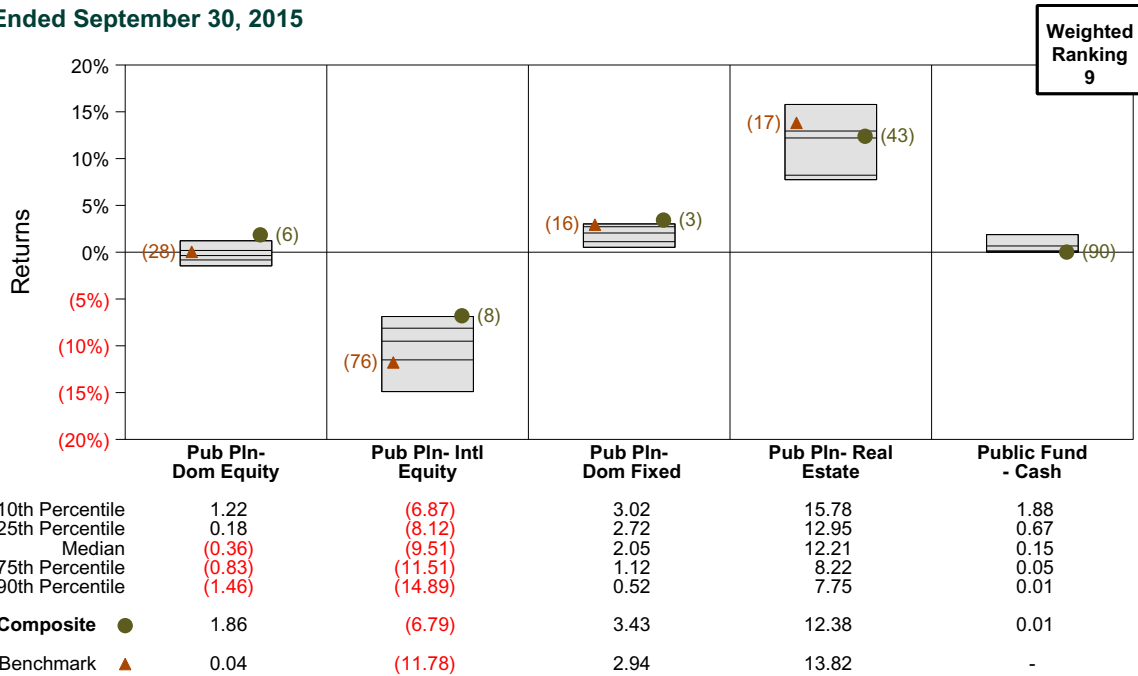 Ended September 30, 2015
Weighted
Ranking
9
Returns
20%
15%
10%
5%
0%
(5%)
(10%)
(15%)
(20%)
(28)
(6)
(76)
(8)
(16)
(3)
(17)
(43)
(90)
Pub Pln-
Dom Equity
Pub Pln- Intl
Equity
Pub Pln-
Dom Fixed
Pub Pln- Real
Estate
Public Fund
- Cash
10th Percentile 1.22 (6.87) 3.02 15.78 1.88
25th Percentile 0.18 (8.12) 2.72 12.95 0.67
Median (0.36) (9.51) 2.05 12.21 0.15
75th Percentile (0.83) (11.51) 1.12 8.22 0.05
90th Percentile (1.46) (14.89) 0.52 7.75 0.01
Composite 1.86 (6.79) 3.43 12.38 0.01
Benchmark 0.04 (11.78) 2.94 13.82 -